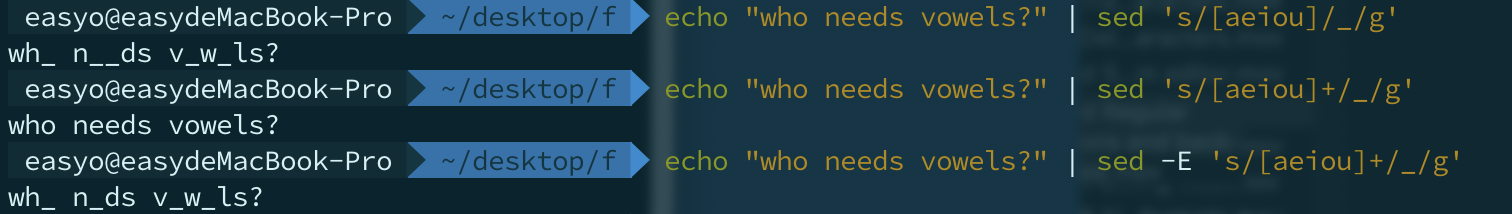 easyo@easydeMacBook-Pro ~/desktop/f echo "who needs vowels?" | sed 's/[aeiou]/_/g'
wh_ n__ds v_w_ls?
easyo@easydeMacBook-Pro ~/desktop/f echo "who needs vowels?" | sed 's/[aeiou]+/_/g'
who needs vowels?
easyo@easydeMacBook-Pro ~/desktop/f echo "who needs vowels?" | sed -E 's/[aeiou]+/_/g'
wh_ n_ds v_w_ls?